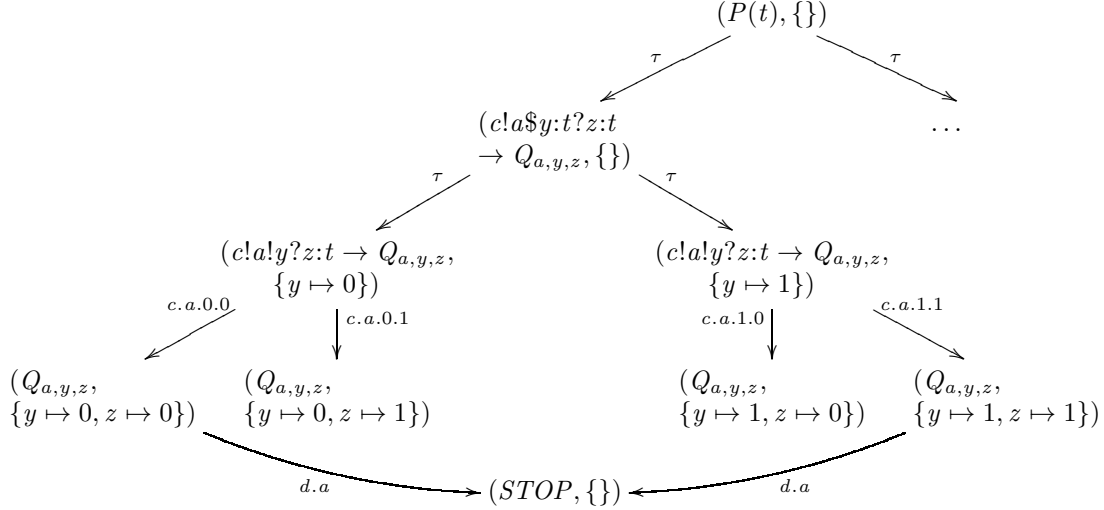 (P(t), {})
τ τ
(c!a$y:t?z:t
→ Q_{a,y,z}, {})
...
τ τ
(c!a!y?z:t → Q_{a,y,z},
{y ↦ 0})
(c!a!y?z:t → Q_{a,y,z},
{y ↦ 1})
c.a.0.0 c.a.0.1 c.a.1.0 c.a.1.1
(Q_{a,y,z},
{y ↦ 0, z ↦ 0})
(Q_{a,y,z},
{y ↦ 0, z ↦ 1})
(Q_{a,y,z},
{y ↦ 1, z ↦ 0})
(Q_{a,y,z},
{y ↦ 1, z ↦ 1})
d.a (STOP, {}) d.a